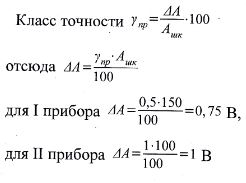 Класс точности γпр = ΔA/Aшк · 100
отсюда ΔA = γпр · Aшк/100
для I прибора ΔA = 0,5 · 150/100 = 0,75 В,
для II прибора ΔA = 1 · 100/100 = 1 В